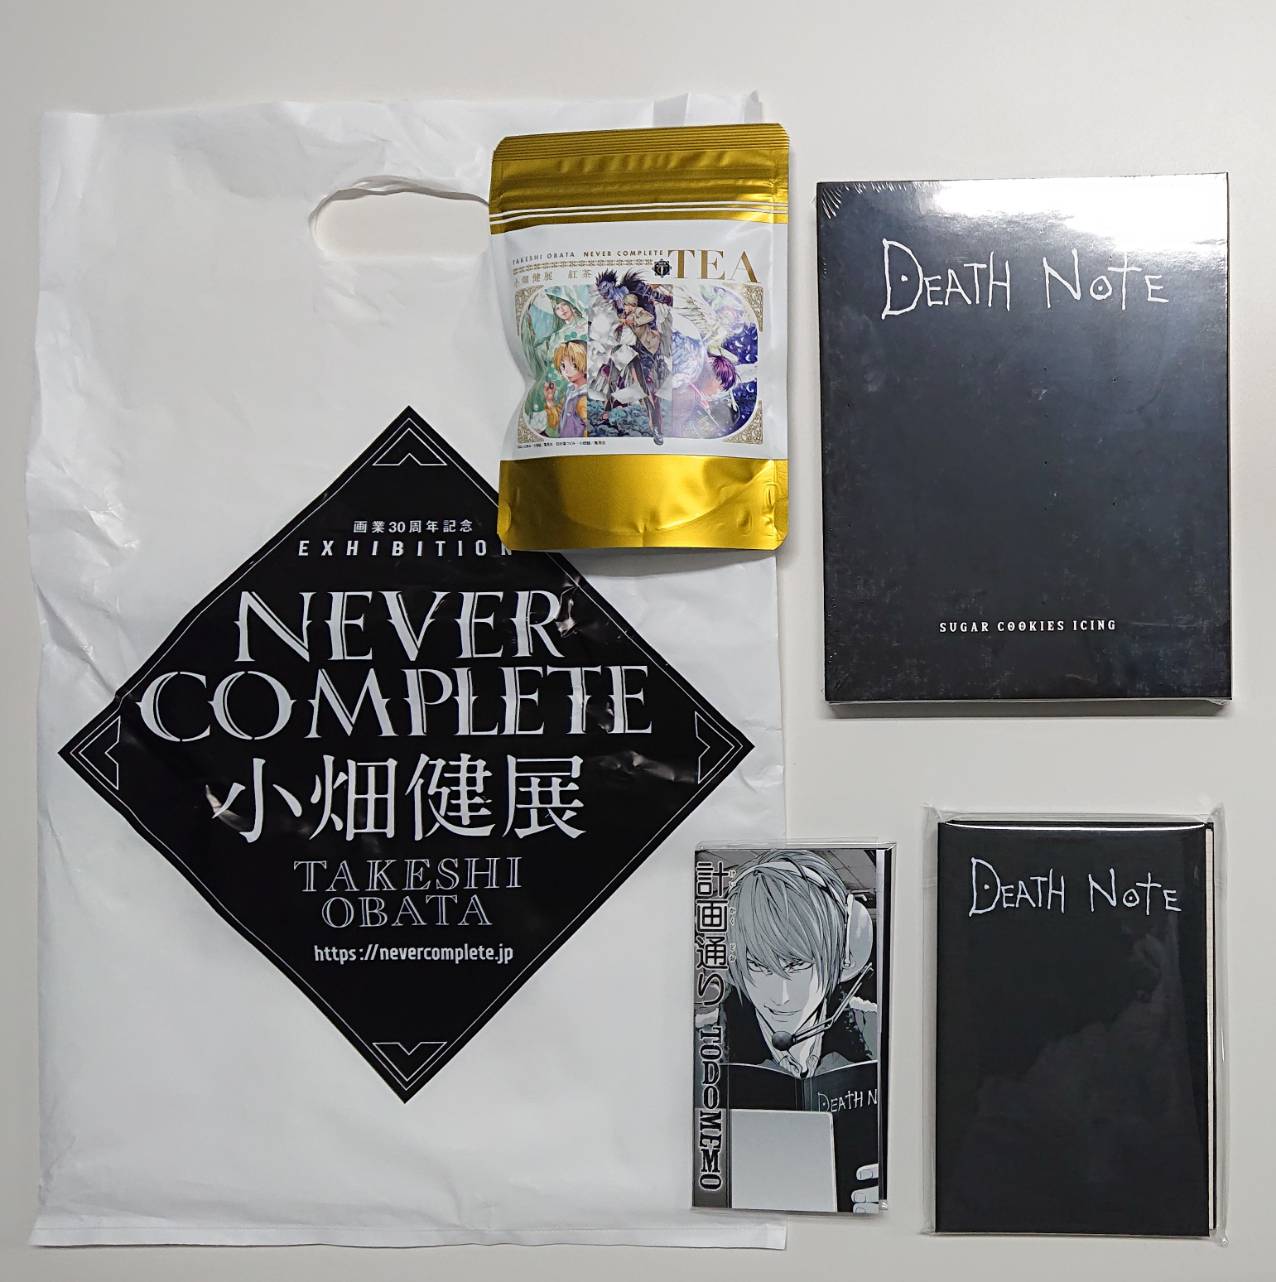 TAKESHI OBATA NEVER COMPLETE
TEA
小畑健展 紅茶
DEATH NOTE
SUGAR COOKIES ICING
画業30周年記念
EXHIBITION
NEVER
COMPLETE
小畑健展
TAKESHI
OBATA
https://nevercomplete.jp
計画通り TODO MEMO
DEATH N
DEATH NOTE